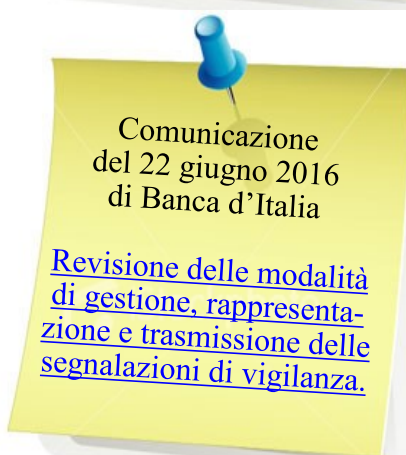 Comunicazione
del 22 giugno 2016
di Banca d’Italia
Revisione delle modalità
di gestione, rappresenta-
zione e trasmissione delle
segnalazioni di vigilanza.